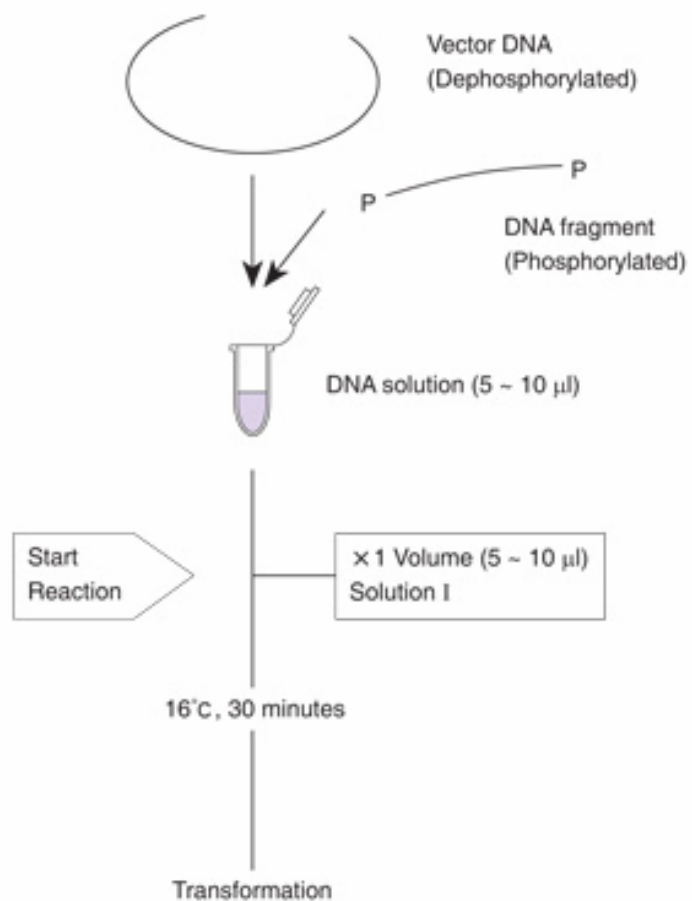 Vector DNA
(Dephosphorylated)
P
P
DNA fragment
(Phosphorylated)
DNA solution (5 ~ 10 μl)
Start
Reaction
×1 Volume (5 ~ 10 μl)
Solution I
16°C, 30 minutes
Transformation